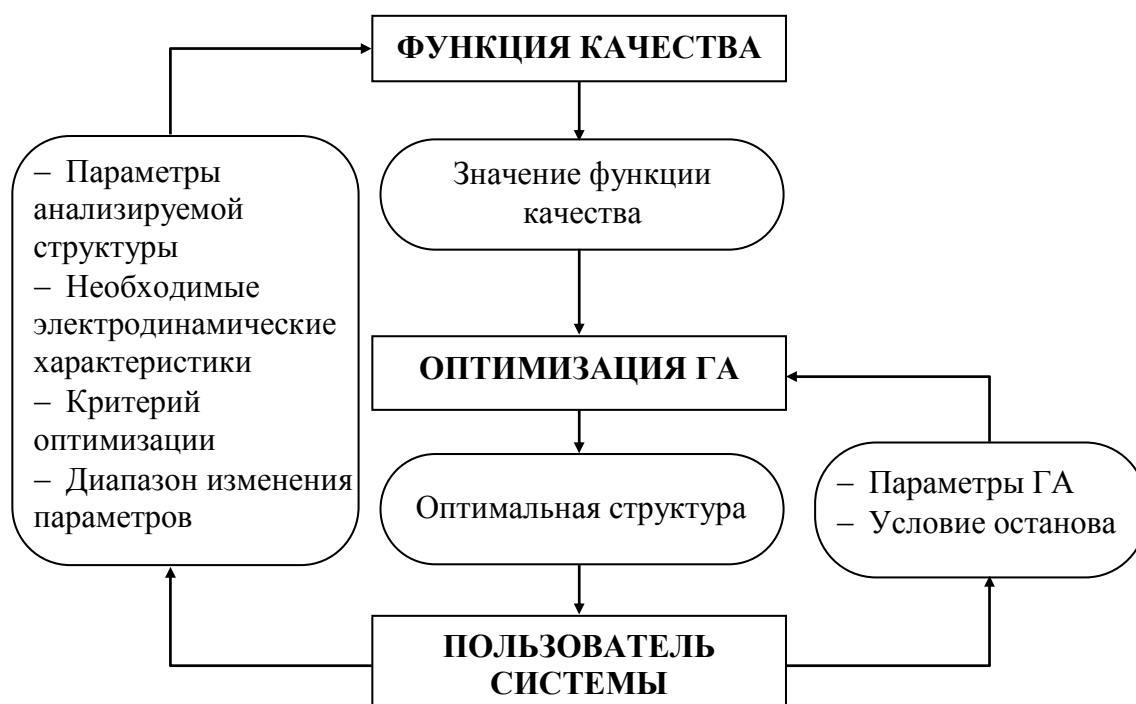 ФУНКЦИЯ КАЧЕСТВА
– Параметры
анализируемой
структуры
– Необходимые
электродинамические
характеристики
– Критерий
оптимизации
– Диапазон изменения
параметров
Значение функции
качества
ОПТИМИЗАЦИЯ ГА
Оптимальная структура
– Параметры ГА
– Условие останова
ПОЛЬЗОВАТЕЛЬ
СИСТЕМЫ